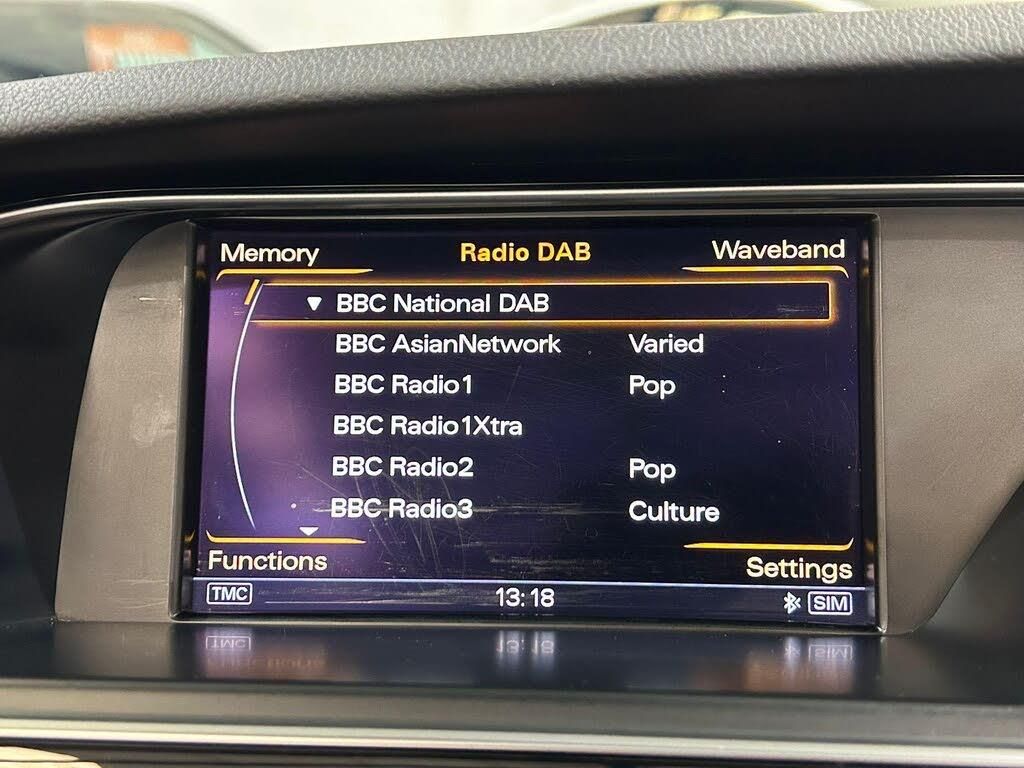 Memory Radio DAB Waveband
BBC National DAB
BBC AsianNetwork Varied
BBC Radio1 Pop
BBC Radio1Xtra
BBC Radio2 Pop
BBC Radio3 Culture
Functions Settings
TMC 13:18 SIM